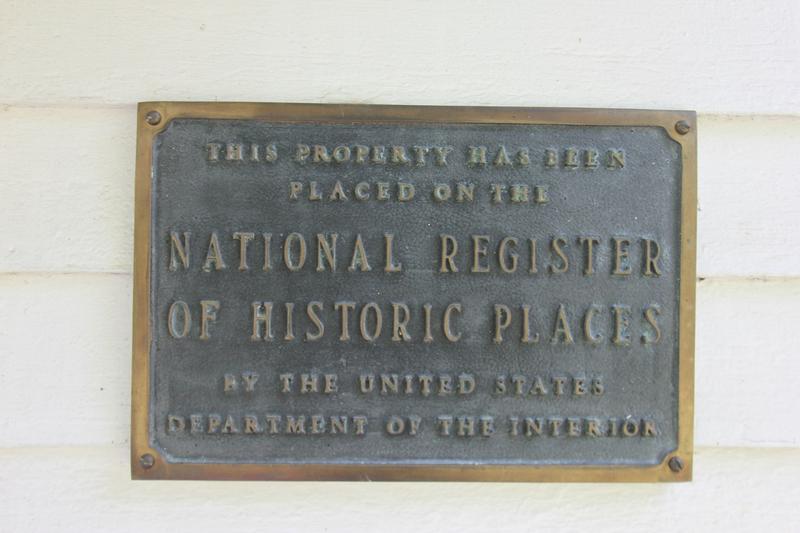 THIS PROPERTY HAS BEEN
PLACED ON THE
NATIONAL REGISTER
OF HISTORIC PLACES
BY THE UNITED STATES
DEPARTMENT OF THE INTERIOR